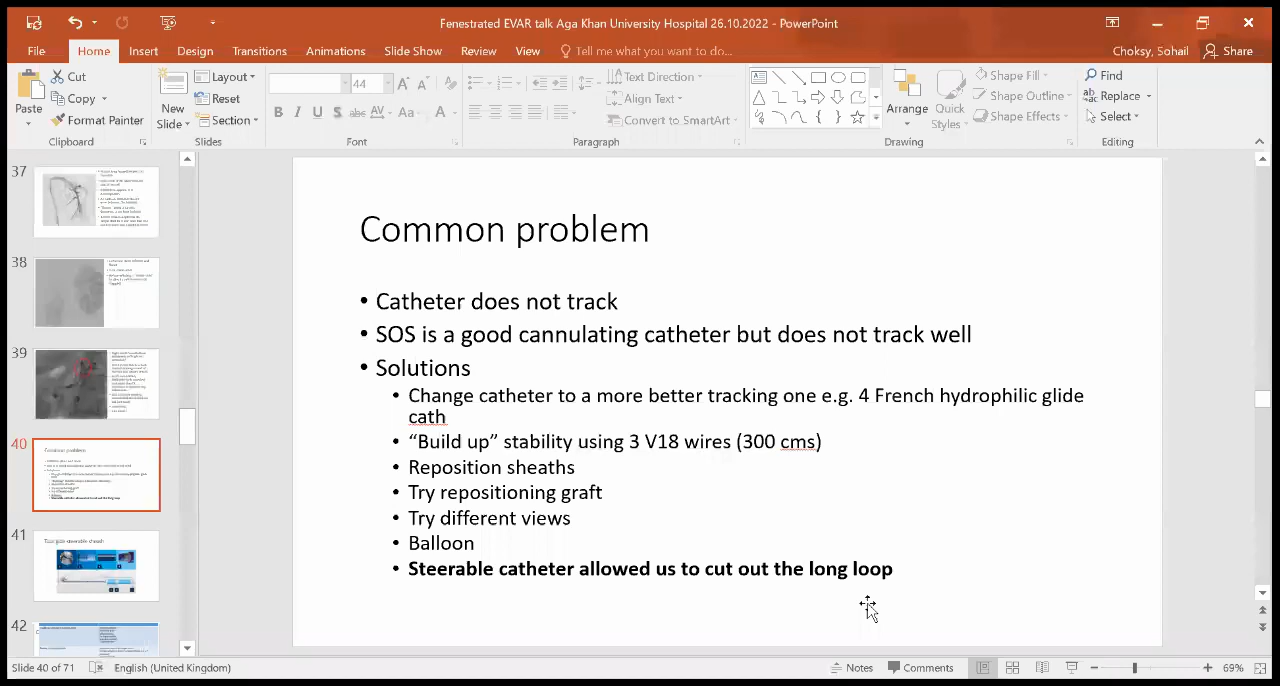 Fenestrated EVAR talk Aga Khan University Hospital 26.10.2022 - PowerPoint
File Home Insert Design Transitions Animations Slide Show Review View Tell me what you want to do... Choksy, Sohail Share
Paste
Cut
Copy
Format Painter
Clipboard
New Slide
Layout
Reset
Section
Slides
44
B I U S abc AV Aa A
Font
Text Direction
Align Text
Convert to SmartArt
Paragraph
Arrange
Quick Styles
Shape Fill
Shape Outline
Shape Effects
Drawing
Find
Replace
Select
Editing
37
38
39
40
41
42
Common problem
• Catheter does not track
• SOS is a good cannulating catheter but does not track well
• Solutions
• Change catheter to a more better tracking one e.g. 4 French hydrophilic glide
cath
• “Build up” stability using 3 V18 wires (300 cms)
• Reposition sheaths
• Try repositioning graft
• Try different views
• Balloon
• Steerable catheter allowed us to cut out the long loop
Slide 40 of 71 English (United Kingdom) Notes Comments 69%